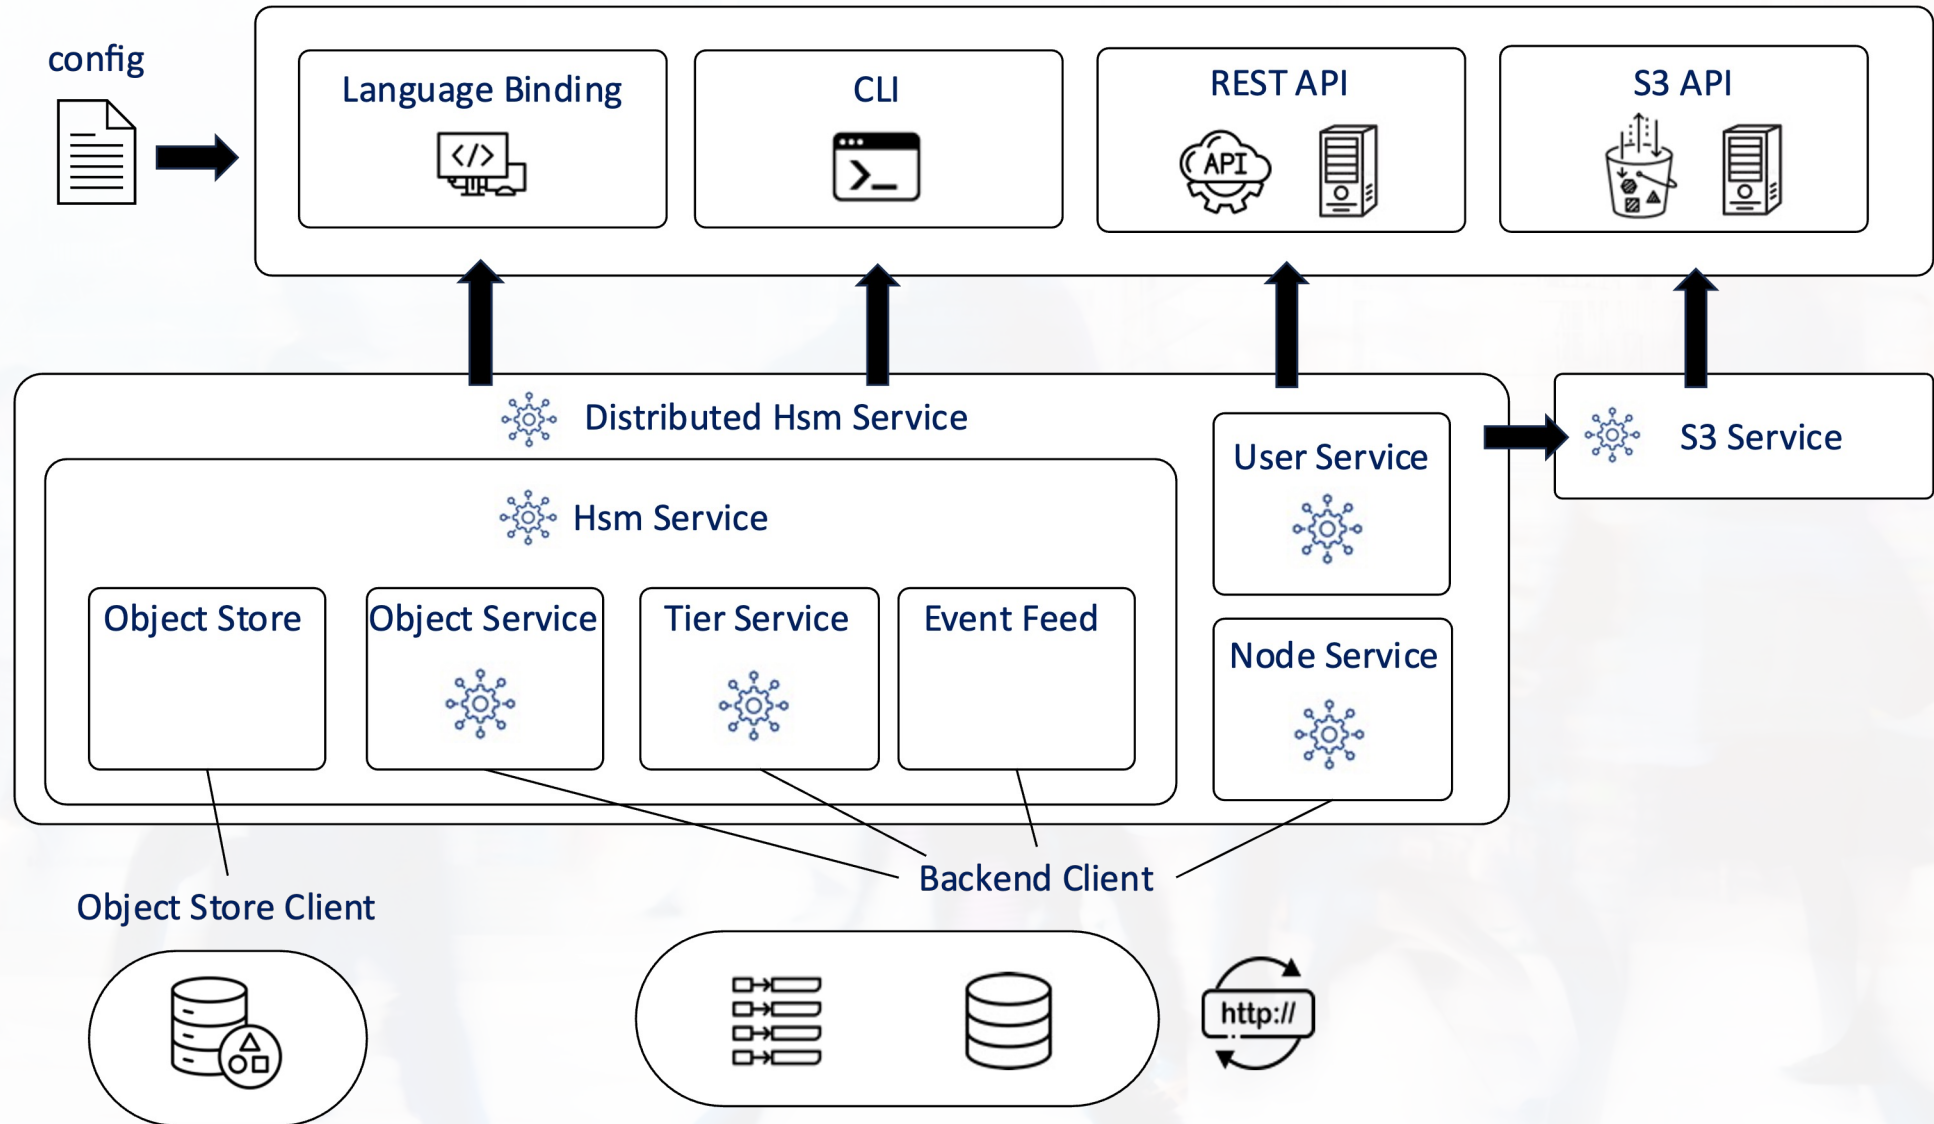 config
Language Binding
</>
CLI
>_
REST API
API
S3 API
Distributed Hsm Service
User Service
S3 Service
Hsm Service
Object Store
Object Service
Tier Service
Event Feed
Node Service
Backend Client
Object Store Client
http://